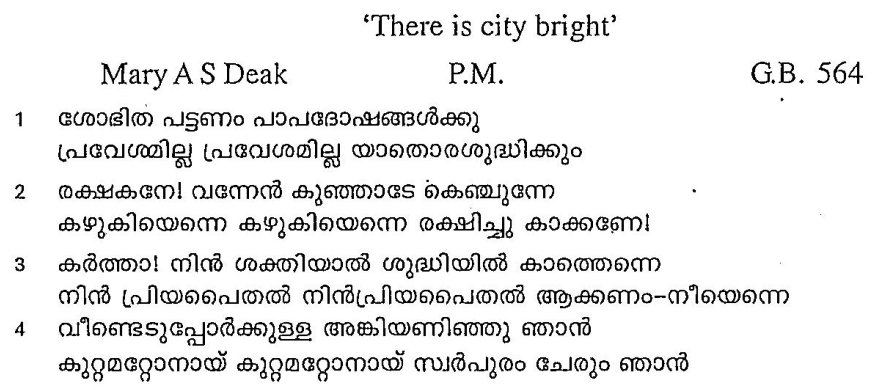 ‘There is city bright’
Mary A S Deak P.M. G.B. 564
1 ശോഭിത പട്ടണം പാപദോഷങ്ങൾക്കു
പ്രവേശമില്ല പ്രവേശമില്ല യാതൊരശുദ്ധിക്കും
2 രക്ഷകനേ! വന്നേൻ കുഞ്ഞാടേ കെഞ്ചുന്നേ
കഴുകിയെന്നെ കഴുകിയെന്നെ രക്ഷിച്ചു കാക്കണേ!
3 കർത്താ! നിൻ ശക്തിയാൽ ശുദ്ധിയിൽ കാത്തെന്നെ
നിൻ പ്രിയപൈതൽ നിൻപ്രിയപൈതൽ ആക്കണം-നീയെന്നെ
4 വീണ്ടെടുപ്പോർക്കുള്ള അങ്കിയണിഞ്ഞു ഞാൻ
കുറ്റമറ്റോനായ് കുറ്റമറ്റോനായ് സ്വർപുരം ചേരും ഞാൻ